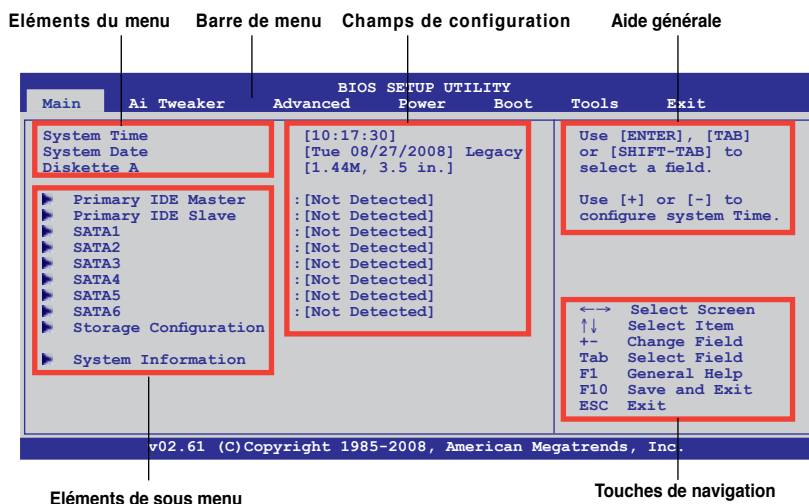 Eléments du menu Barre de menu Champs de configuration Aide générale
BIOS SETUP UTILITY
Main Ai Tweaker Advanced Power Boot Tools Exit
System Time [10:17:30]
System Date [Tue 08/27/2008] Legacy
Diskette A [1.44M, 3.5 in.]
Primary IDE Master :[Not Detected]
Primary IDE Slave :[Not Detected]
SATA1 :[Not Detected]
SATA2 :[Not Detected]
SATA3 :[Not Detected]
SATA4 :[Not Detected]
SATA5 :[Not Detected]
SATA6 :[Not Detected]
Storage Configuration
System Information
Use [ENTER], [TAB]
or [SHIFT-TAB] to
select a field.
Use [+] or [-] to
configure system Time.
←→ Select Screen
↑↓ Select Item
+- Change Field
Tab Select Field
F1 General Help
F10 Save and Exit
ESC Exit
v02.61 (C)Copyright 1985-2008, American Megatrends, Inc.
Eléments de sous menu Touches de navigation